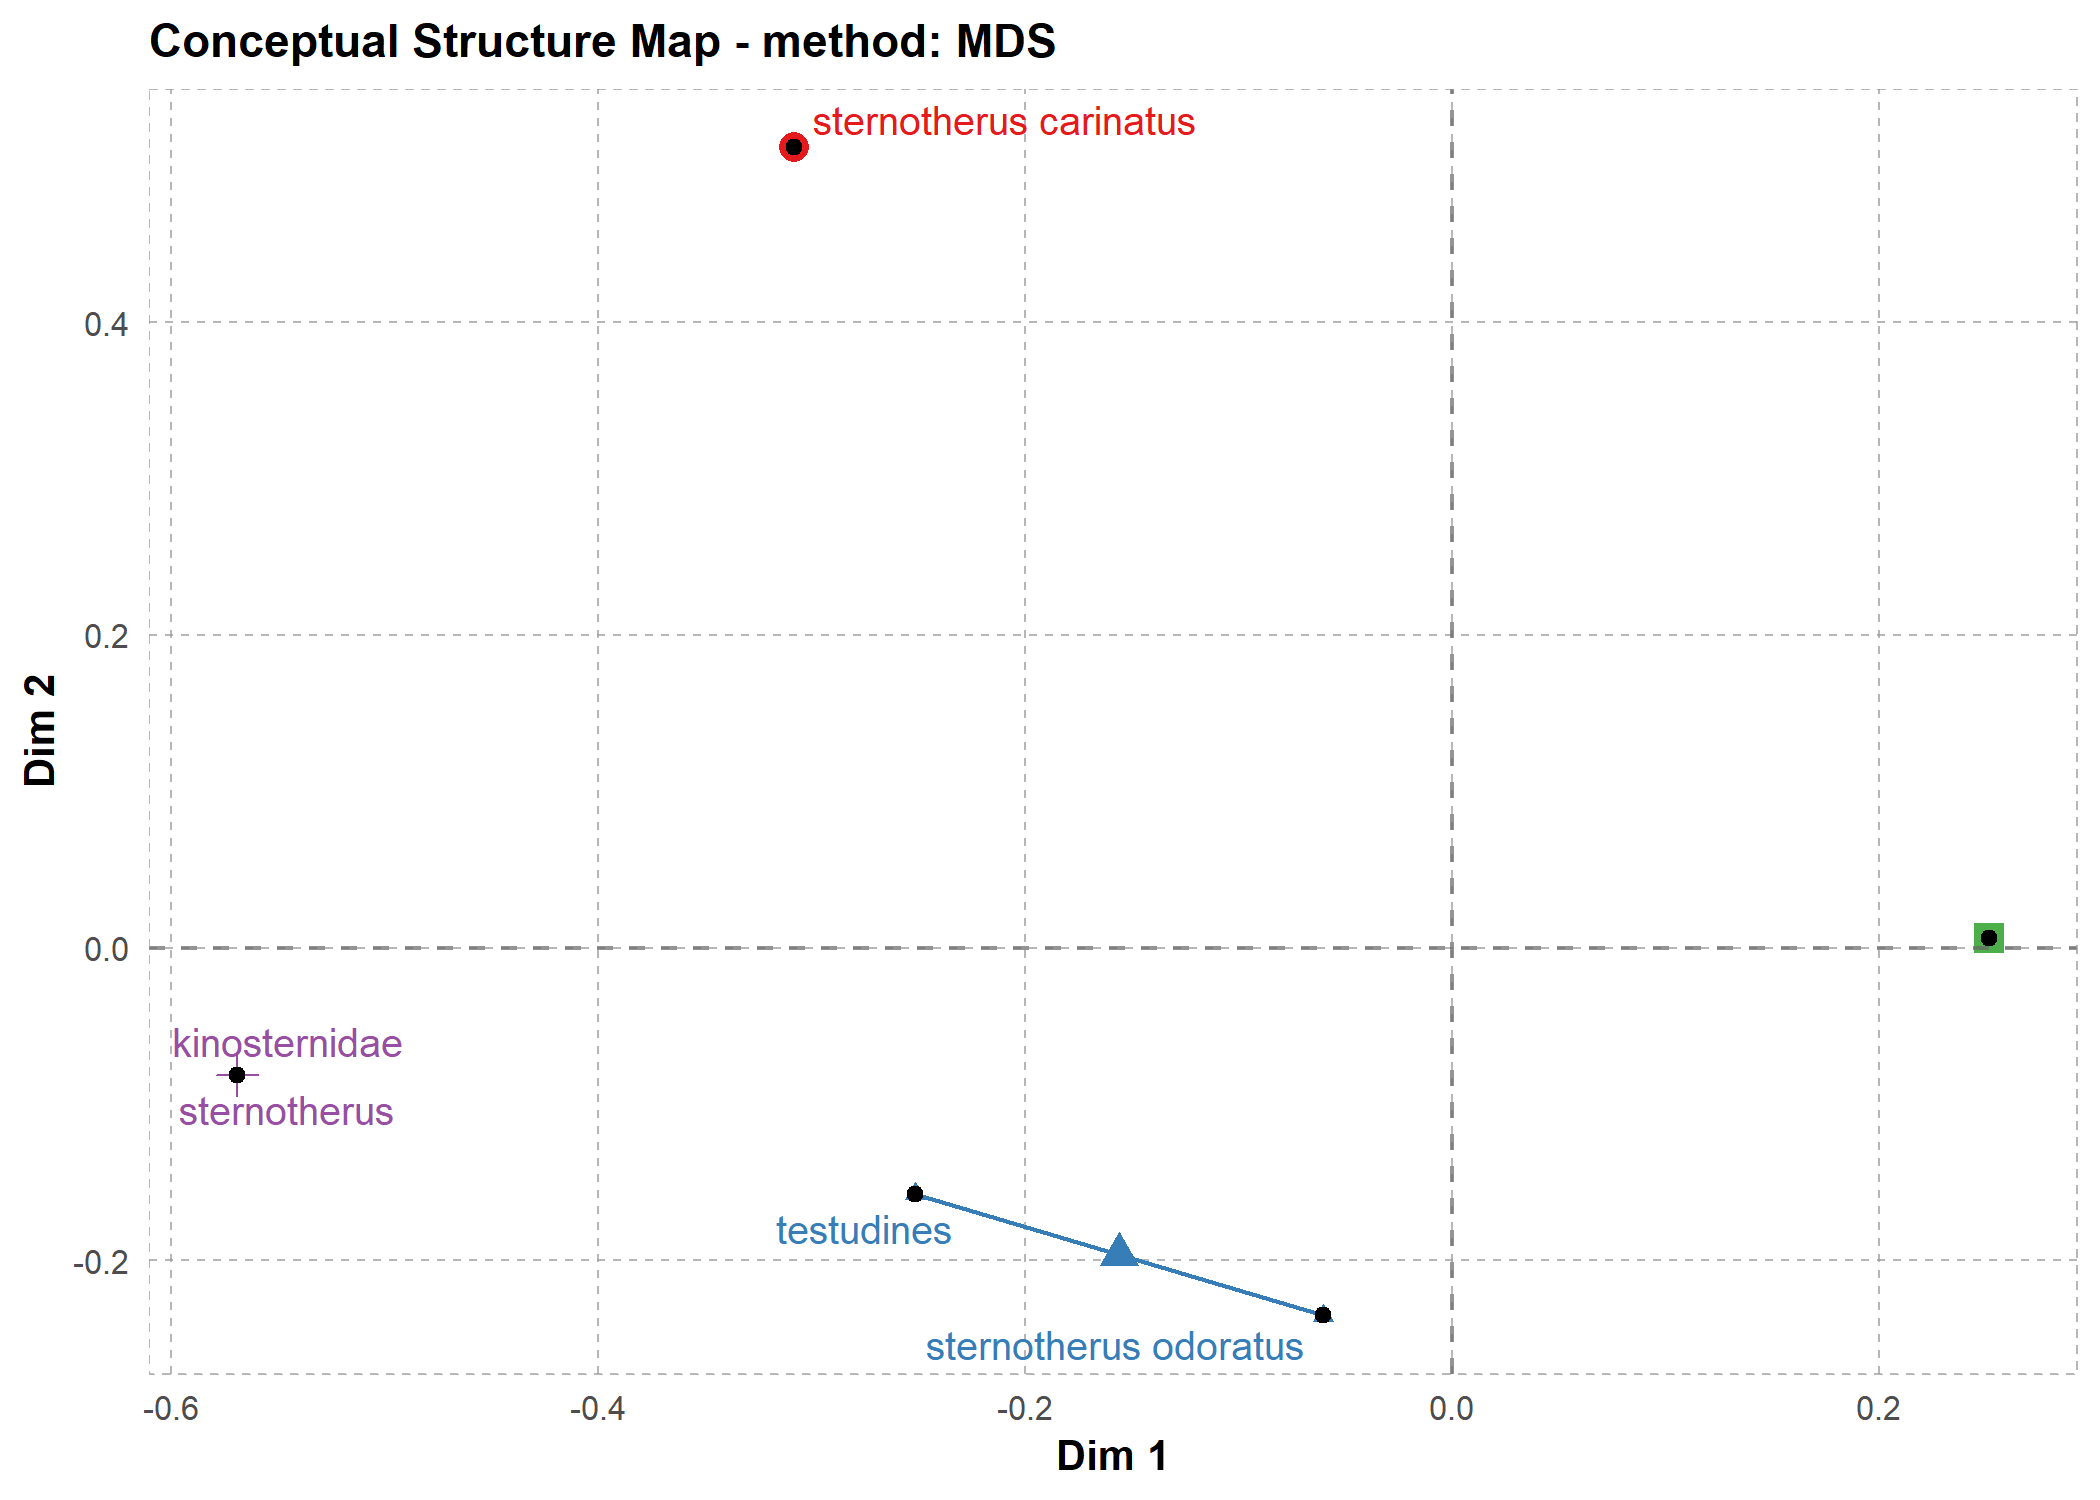 Conceptual Structure Map - method: MDS
sternotherus carinatus
0.4
0.2
Dim 2
0.0
kinosternidae
sternotherus
testudines
-0.2
sternotherus odoratus
-0.6 -0.4 -0.2 0.0 0.2
Dim 1